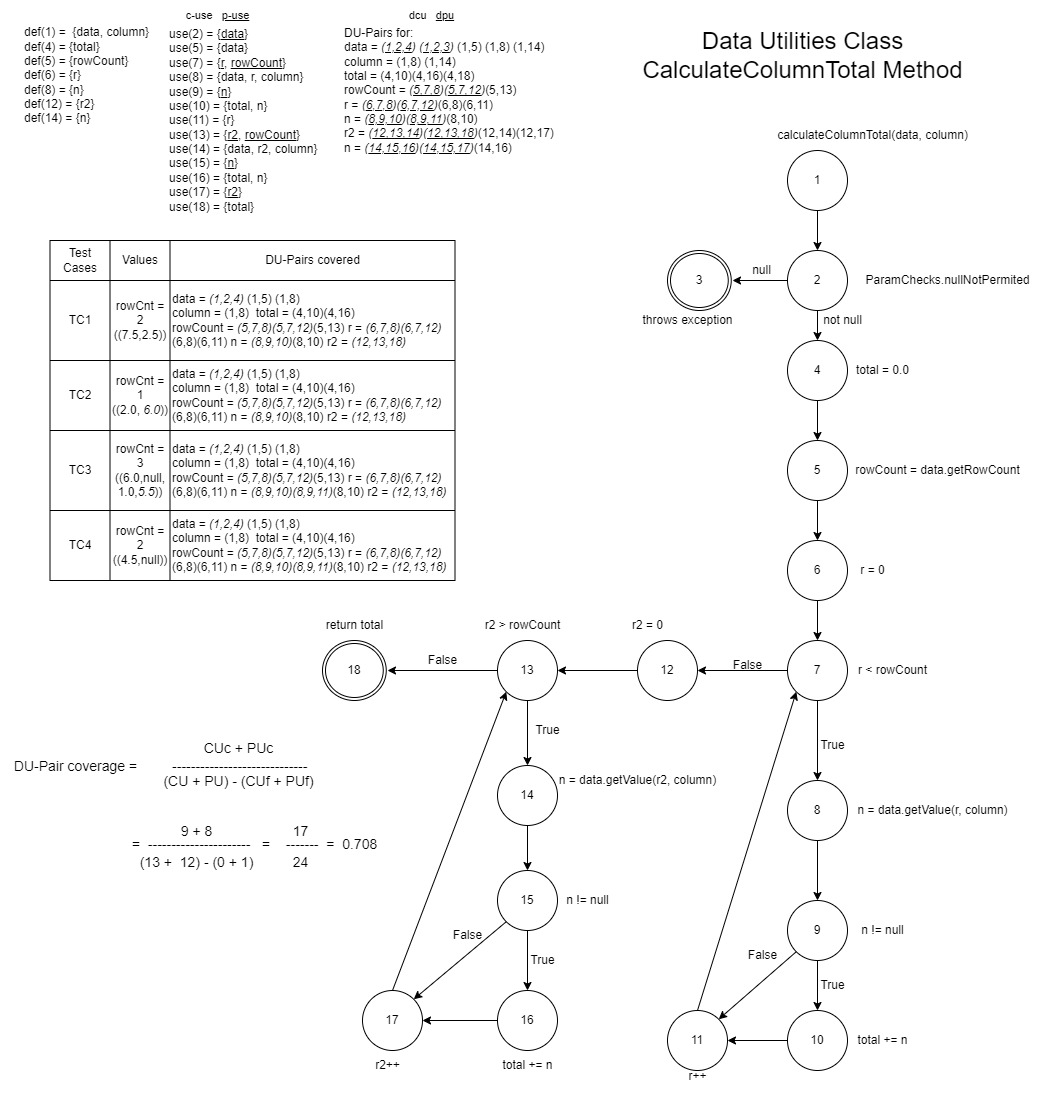 c-use p-use
def(1) = {data, column}
def(4) = {total}
def(5) = {rowCount}
def(6) = {r}
def(8) = {n}
def(12) = {r2}
def(14) = {n}
use(2) = {data}
use(5) = {data}
use(7) = {r, rowCount}
use(8) = {data, r, column}
use(9) = {n}
use(10) = {total, n}
use(11) = {r}
use(13) = {r2, rowCount}
use(14) = {data, r2, column}
use(15) = {n}
use(16) = {total, n}
use(17) = {r2}
use(18) = {total}
dcu dpu
DU-Pairs for:
data = (1,2,4) (1,2,3) (1,5) (1,8) (1,14)
column = (1,8) (1,14)
total = (4,10)(4,16)(4,18)
rowCount = (5,7,8)(5,7,12)(5,13)
r = (6,7,8)(6,7,12)(6,8)(6,11)
n = (8,9,10)(8,9,11)(8,10)
r2 = (12,13,14)(12,13,18)(12,14)(12,17)
n = (14,15,16)(14,15,17)(14,16)
Data Utilities Class
CalculateColumnTotal Method
Test
Cases
Values
DU-Pairs covered
TC1
rowCnt =
2
((7.5,2.5))
data = (1,2,4) (1,5) (1,8)
column = (1,8) total = (4,10)(4,16)
rowCount = (5,7,8)(5,7,12)(5,13) r = (6,7,8)(6,7,12)
(6,8)(6,11) n = (8,9,10)(8,10) r2 = (12,13,18)
TC2
rowCnt =
1
((2.0, 6.0))
data = (1,2,4) (1,5) (1,8)
column = (1,8) total = (4,10)(4,16)
rowCount = (5,7,8)(5,7,12)(5,13) r = (6,7,8)(6,7,12)
(6,8)(6,11) n = (8,9,10)(8,10) r2 = (12,13,18)
TC3
rowCnt =
3
((6.0,null,
1.0,5.5))
data = (1,2,4) (1,5) (1,8)
column = (1,8) total = (4,10)(4,16)
rowCount = (5,7,8)(5,7,12)(5,13) r = (6,7,8)(6,7,12)
(6,8)(6,11) n = (8,9,10)(8,9,11)(8,10) r2 = (12,13,18)
TC4
rowCnt =
2
((4.5,null))
data = (1,2,4) (1,5) (1,8)
column = (1,8) total = (4,10)(4,16)
rowCount = (5,7,8)(5,7,12)(5,13) r = (6,7,8)(6,7,12)
(6,8)(6,11) n = (8,9,10)(8,9,11)(8,10) r2 = (12,13,18)
calculateColumnTotal(data, column)
1
3
null
2
ParamChecks.nullNotPermited
throws exception
not null
4
total = 0.0
5
rowCount = data.getRowCount
6
r = 0
return total
r2 > rowCount
r2 = 0
18
False
13
12
False
7
r < rowCount
True
True
14
n = data.getValue(r2, column)
8
n = data.getValue(r, column)
15
n != null
False
True
9
n != null
False
True
17
16
r2++
total += n
11
10
total += n
r++
DU-Pair coverage =
CUc + PUc
-----------------------------
(CU + PU) - (CUf + PUf)
9 + 8
17
= ---------------------- = ------- = 0.708
(13 + 12) - (0 + 1)
24